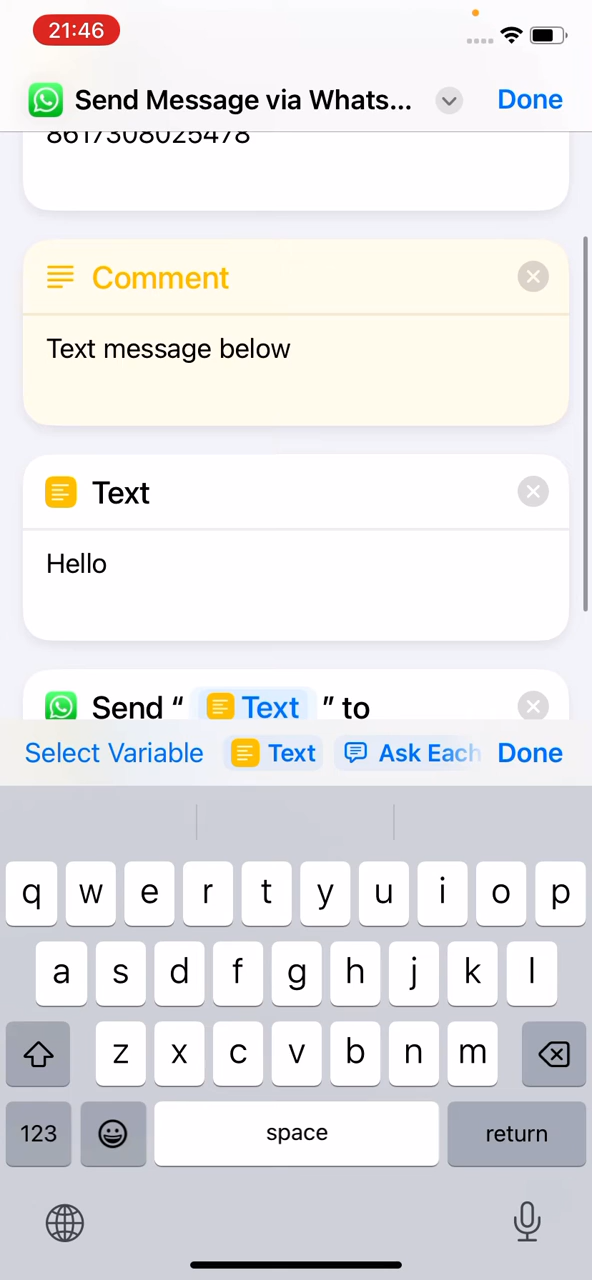 21:46
Send Message via Whats...
Done
8617308025478
Comment
Text message below
Text
Hello
Send “ Text ” to
Select Variable
Text
Ask Each
Done
q w e r t y u i o p
a s d f g h j k l
z x c v b n m
123
space
return